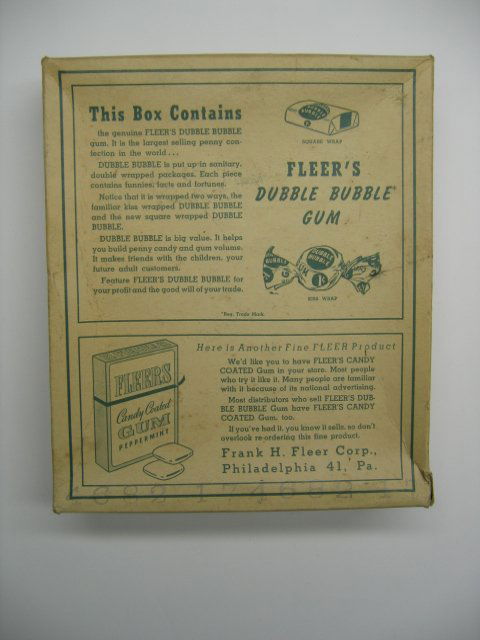 This Box Contains
the genuine FLEER'S DUBBLE BUBBLE
gum. It is the largest selling penny con-
fection in the world . . .
DUBBLE BUBBLE is put up in sanitary,
double wrapped packages. Each piece
contains funnies, facts and fortunes.
Notice that it is wrapped two ways, the
familiar kiss wrapped DUBBLE BUBBLE
and the new square wrapped DUBBLE
BUBBLE.
DUBBLE BUBBLE is big value. It helps
you build penny candy and gum volume.
It makes friends with the children, your
future adult customers.
Feature FLEER'S DUBBLE BUBBLE for
your profit and the good will of your trade.
DUBBLE
BUBBLE
SQUARE WRAP
FLEER'S
DUBBLE BUBBLE*
GUM
BUBBLE
GUM
DUBBLE
BUBBLE
1¢
KISS WRAP
*Reg. Trade Mark.
FLEERS
Candy Coated
GUM
PEPPERMINT
Here is Another Fine FLEER Product
We'd like you to have FLEER'S CANDY
COATED Gum in your store. Most people
who try it like it. Many people are familiar
with it because of its national advertising.
Most distributors who sell FLEER'S DUB-
BLE BUBBLE Gum have FLEER'S CANDY
COATED Gum, too.
If you've had it, you know it sells, so don't
overlook re-ordering this fine product.
Frank H. Fleer Corp.,
Philadelphia 41, Pa.